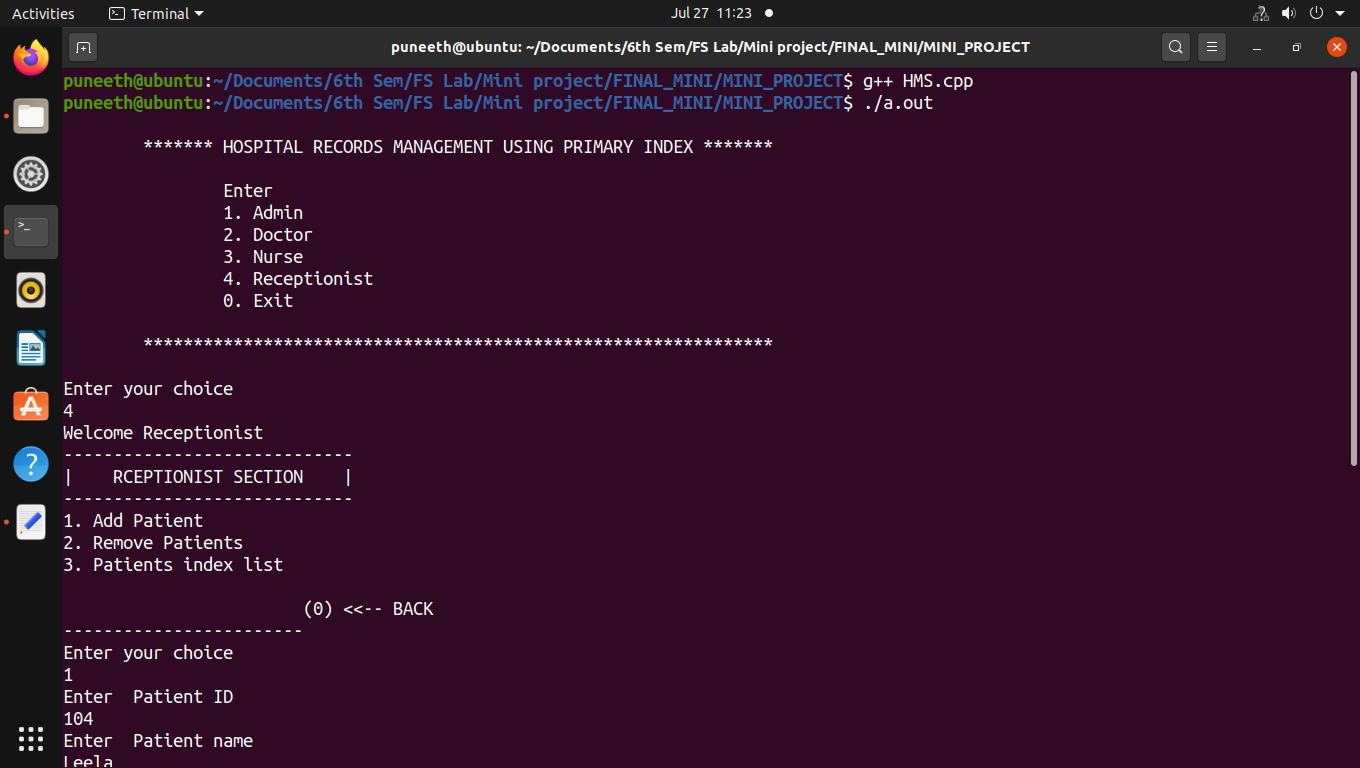 Activities
Terminal
Jul 27 11:23
puneeth@ubuntu: ~/Documents/6th Sem/FS Lab/Mini project/FINAL_MINI/MINI_PROJECT
puneeth@ubuntu:~/Documents/6th Sem/FS Lab/Mini project/FINAL_MINI/MINI_PROJECT$ g++ HMS.cpp
puneeth@ubuntu:~/Documents/6th Sem/FS Lab/Mini project/FINAL_MINI/MINI_PROJECT$ ./a.out
******* HOSPITAL RECORDS MANAGEMENT USING PRIMARY INDEX *******
Enter
1. Admin
2. Doctor
3. Nurse
4. Receptionist
0. Exit
***************************************************************
Enter your choice
4
Welcome Receptionist
-----------------------------
|    RCEPTIONIST SECTION    |
-----------------------------
1. Add Patient
2. Remove Patients
3. Patients index list
(0) <<-- BACK
------------------------
Enter your choice
1
Enter  Patient ID
104
Enter  Patient name
Leela